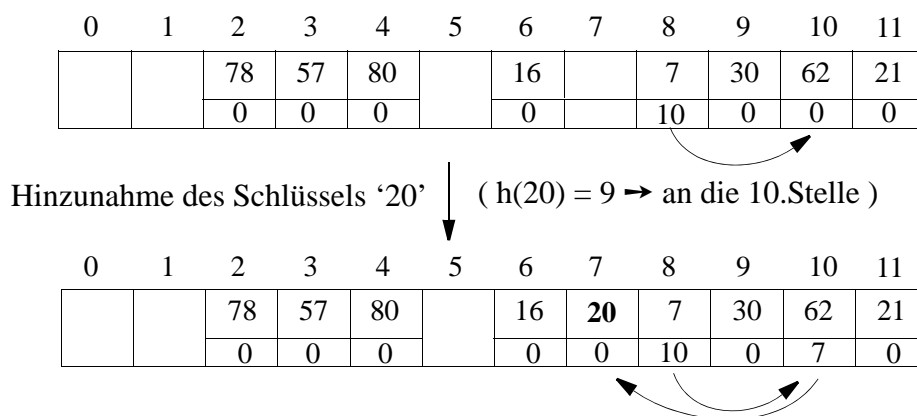 0 1 2 3 4 5 6 7 8 9 10 11
78 57 80 16 7 30 62 21
0 0 0 0 10 0 0 0
Hinzunahme des Schlüssels ‘20’ ( h(20) = 9 ➙ an die 10.Stelle )
0 1 2 3 4 5 6 7 8 9 10 11
78 57 80 16 20 7 30 62 21
0 0 0 0 0 10 0 7 0